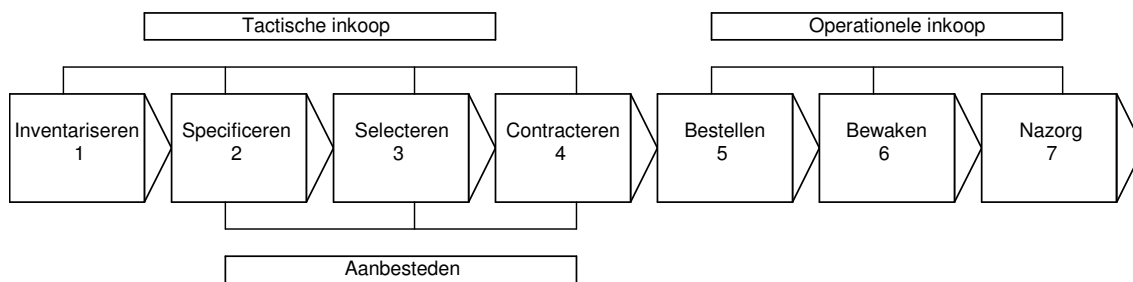 Tactische inkoop
Operationele inkoop
Inventariseren
1
Specificeren
2
Selecteren
3
Contracteren
4
Bestellen
5
Bewaken
6
Nazorg
7
Aanbesteden